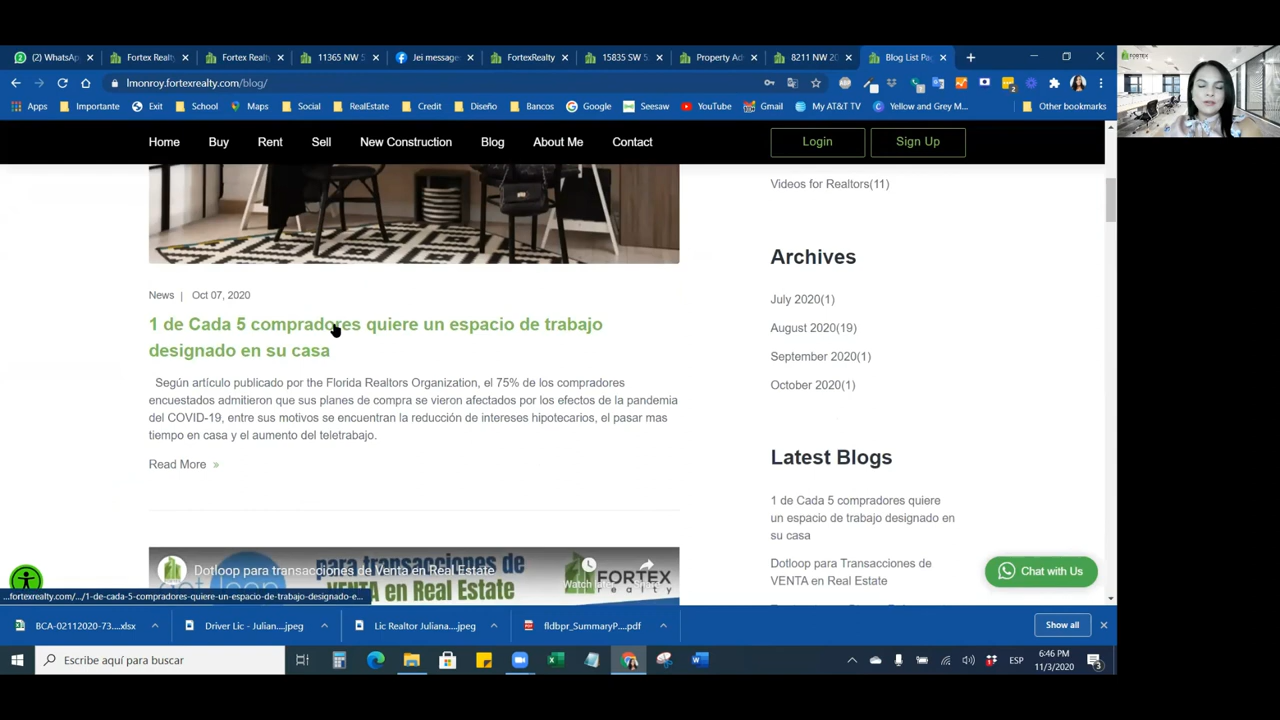 (2) WhatsApp
Fortex Realty
Fortex Realty
11365 NW 5
Jei message
FortexRealty
15835 SW 5
Property Ad
8211 NW 20
Blog List Pag
lmonroy.fortexrealty.com/blog/
Apps
Importante
Exit
School
Maps
Social
RealEstate
Credit
Diseño
Bancos
Google
Seesaw
YouTube
Gmail
My AT&T TV
Yellow and Grey M...
Other bookmarks
FORTEX
Home
Buy
Rent
Sell
New Construction
Blog
About Me
Contact
Login
Sign Up
News | Oct 07, 2020
1 de Cada 5 compradores quiere un espacio de trabajo
designado en su casa
Según artículo publicado por the Florida Realtors Organization, el 75% de los compradores
encuestados admitieron que sus planes de compra se vieron afectados por los efectos de la pandemia
del COVID-19, entre sus motivos se encuentran la reducción de intereses hipotecarios, el pasar mas
tiempo en casa y el aumento del teletrabajo.
Read More »
para transacciones de
Dotloop para transacciones de Venta en Real Estate
Watch later
Share
VENTA en Real Estate
FORTEX
realty
Videos for Realtors(11)
Archives
July 2020(1)
August 2020(19)
September 2020(1)
October 2020(1)
Latest Blogs
1 de Cada 5 compradores quiere
un espacio de trabajo designado en
su casa
Dotloop para Transacciones de
VENTA en Real Estate
Chat with Us
...fortexrealty.com/.../1-de-cada-5-compradores-quiere-un-espacio-de-trabajo-designado-e...
BCA-02112020-73....xlsx
Driver Lic - Julian....jpeg
Lic Realtor Juliana....jpeg
fldbpr_SummaryP....pdf
Show all
Escribe aquí para buscar
ESP
6:46 PM
11/3/2020
3